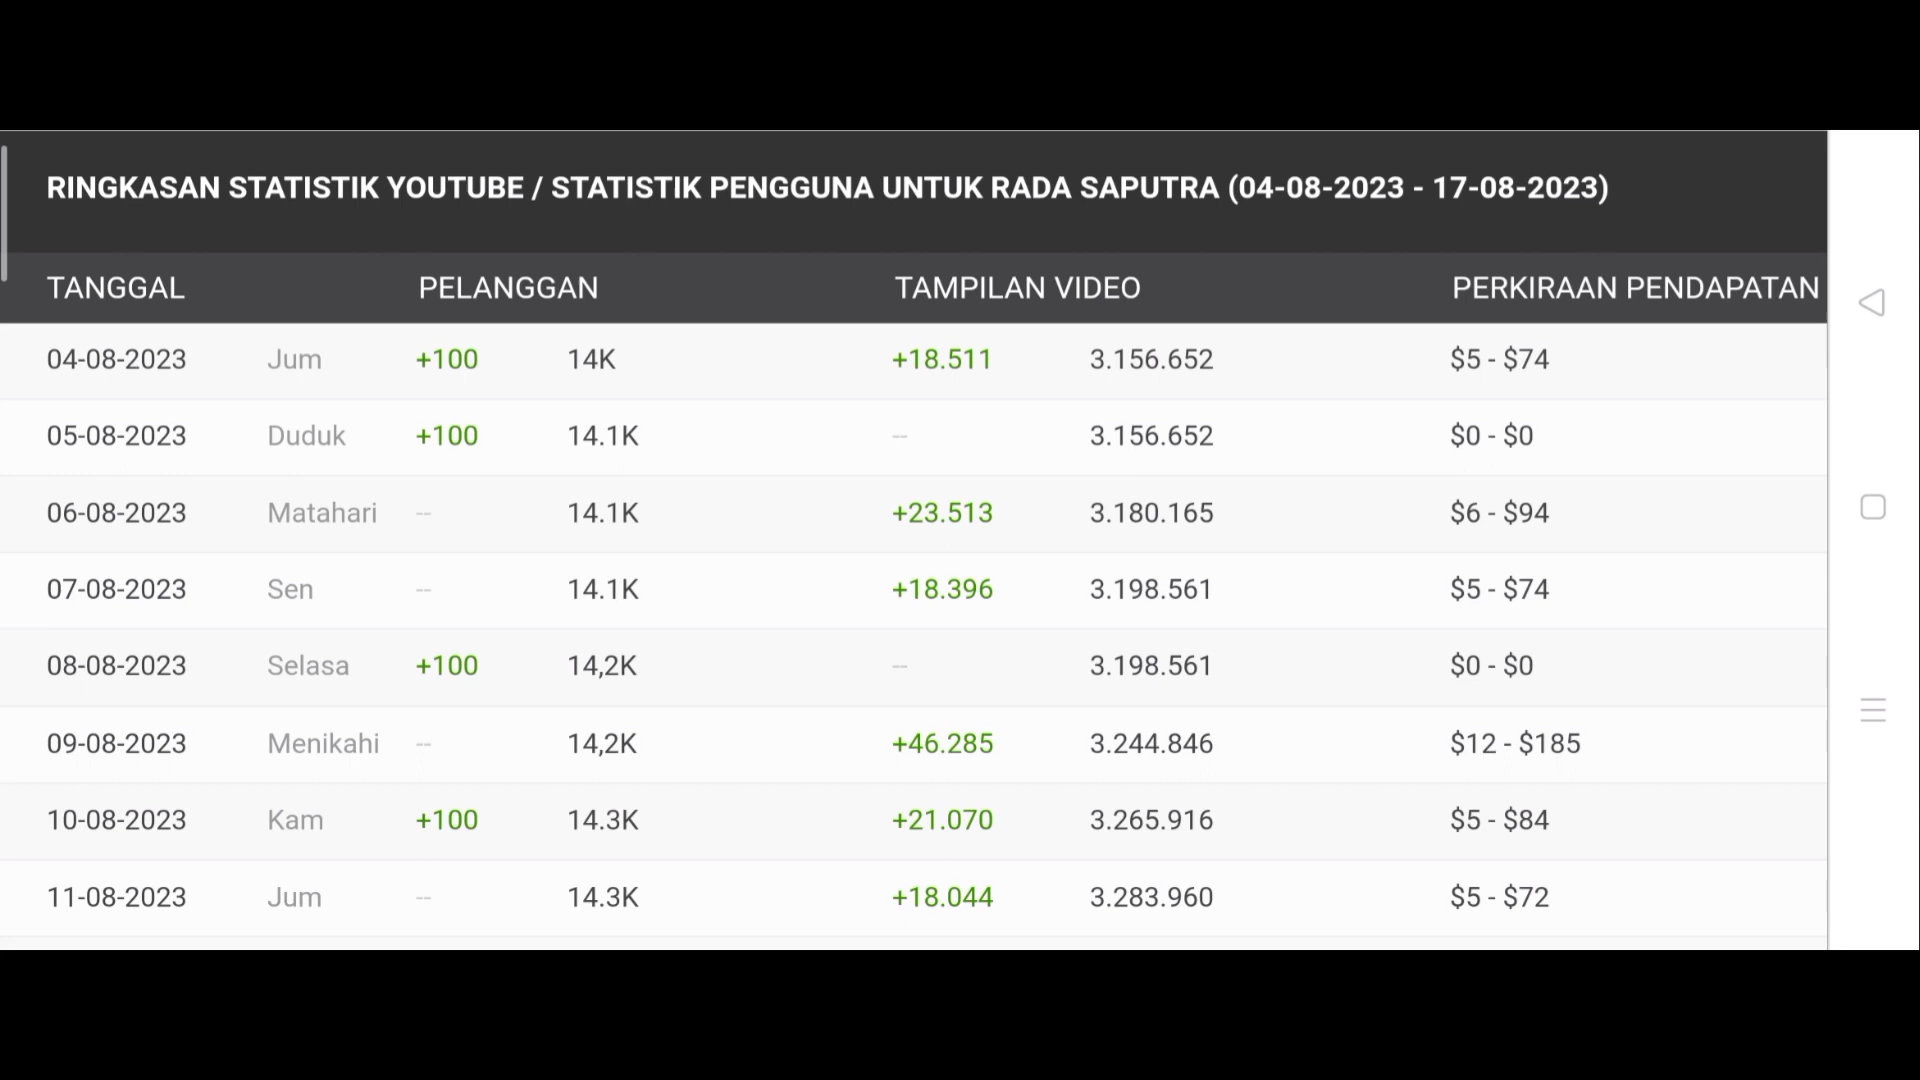 RINGKASAN STATISTIK YOUTUBE / STATISTIK PENGGUNA UNTUK RADA SAPUTRA (04-08-2023 - 17-08-2023)
TANGGAL PELANGGAN TAMPILAN VIDEO PERKIRAAN PENDAPATAN
04-08-2023 Jum +100 14K +18.511 3.156.652 $5 - $74
05-08-2023 Duduk +100 14.1K -- 3.156.652 $0 - $0
06-08-2023 Matahari -- 14.1K +23.513 3.180.165 $6 - $94
07-08-2023 Sen -- 14.1K +18.396 3.198.561 $5 - $74
08-08-2023 Selasa +100 14,2K -- 3.198.561 $0 - $0
09-08-2023 Menikahi -- 14,2K +46.285 3.244.846 $12 - $185
10-08-2023 Kam +100 14.3K +21.070 3.265.916 $5 - $84
11-08-2023 Jum -- 14.3K +18.044 3.283.960 $5 - $72